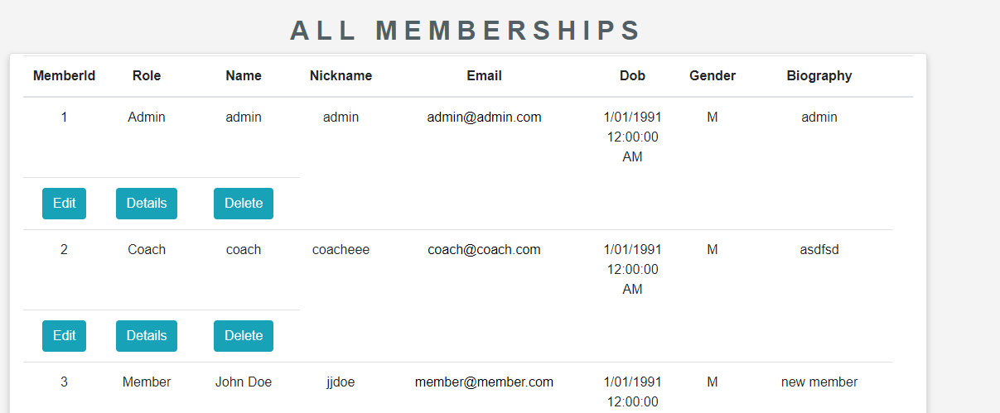 ALL MEMBERSHIPS
MemberId Role Name Nickname Email Dob Gender Biography
1 Admin admin admin admin@admin.com 1/01/1991 M admin
12:00:00
AM
Edit Details Delete
2 Coach coach coacheee coach@coach.com 1/01/1991 M asdfsd
12:00:00
AM
Edit Details Delete
3 Member John Doe jjdoe member@member.com 1/01/1991 M new member
12:00:00